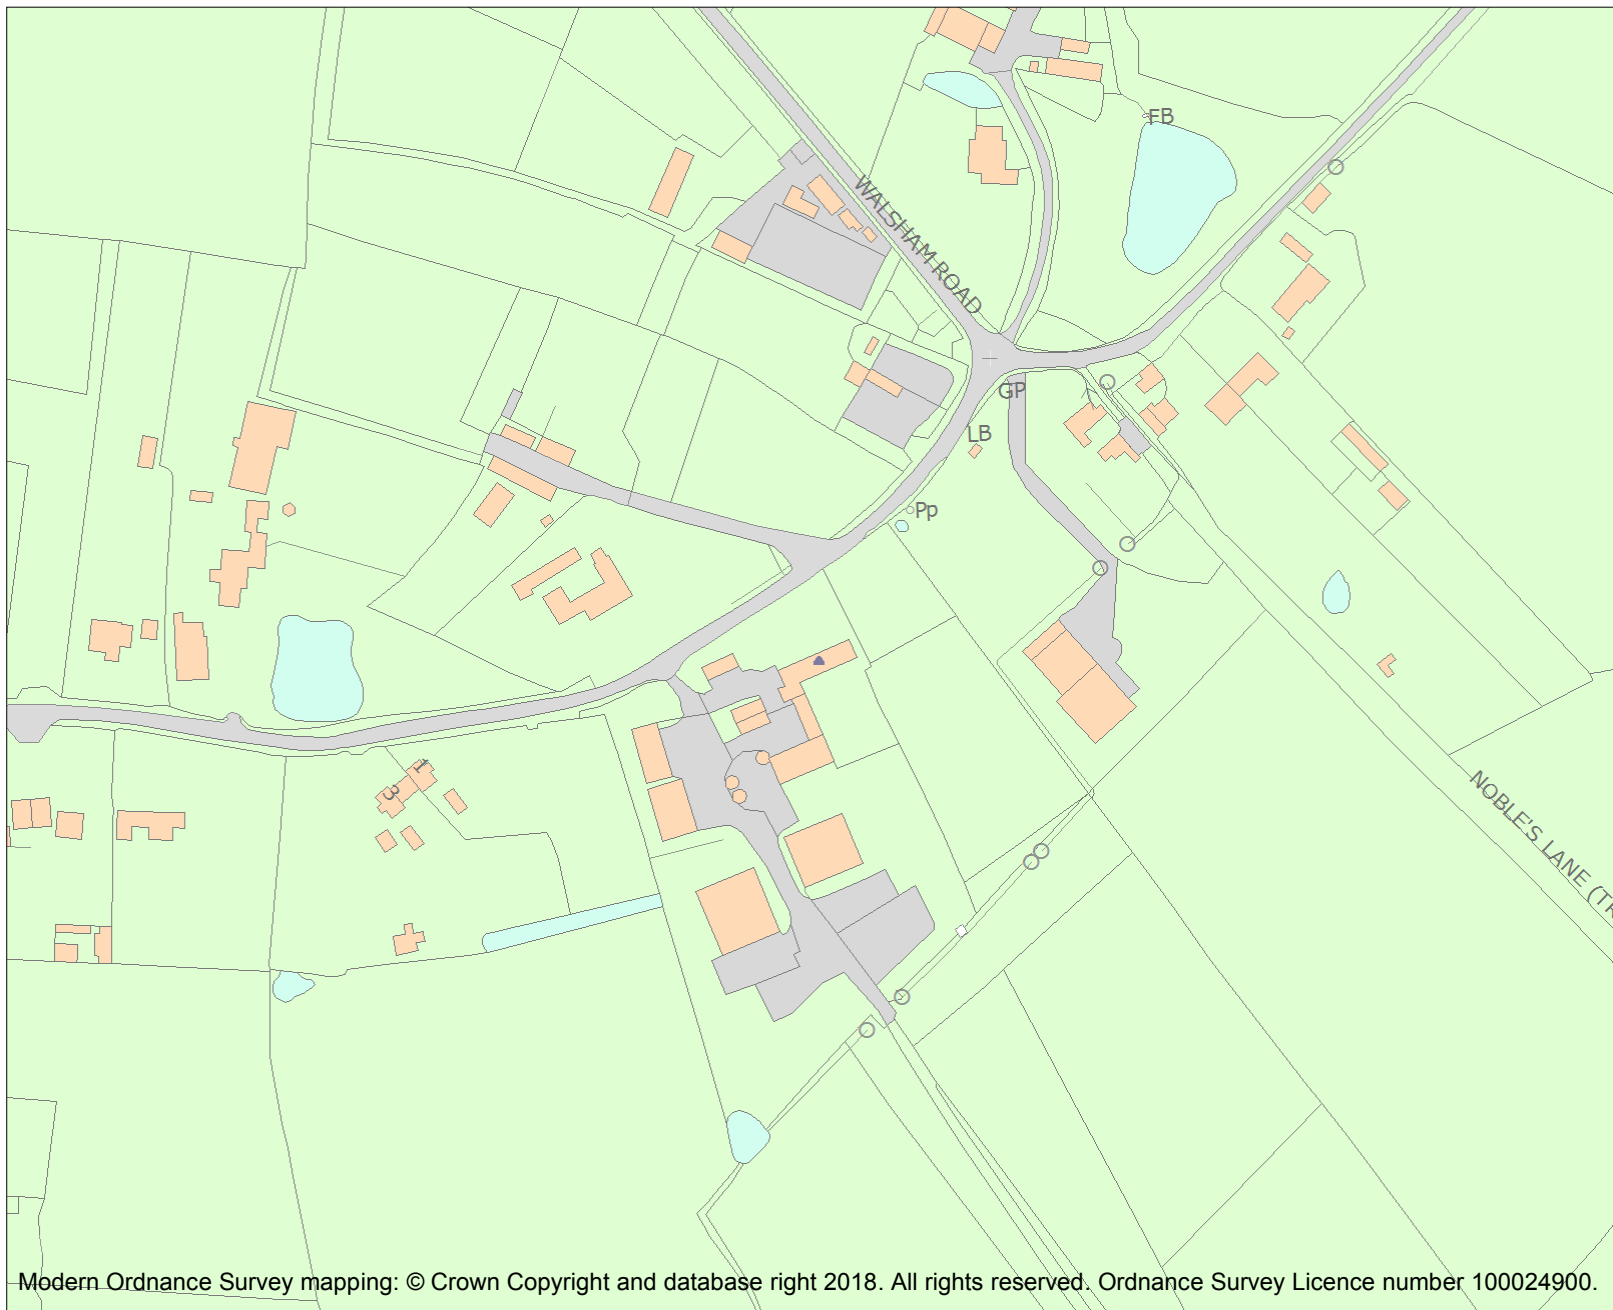 FB
WALSHAM ROAD
GP
LB
Pp
1
3
NOBLE'S LANE (TR
Modern Ordnance Survey mapping: © Crown Copyright and database right 2018. All rights reserved. Ordnance Survey Licence number 100024900.